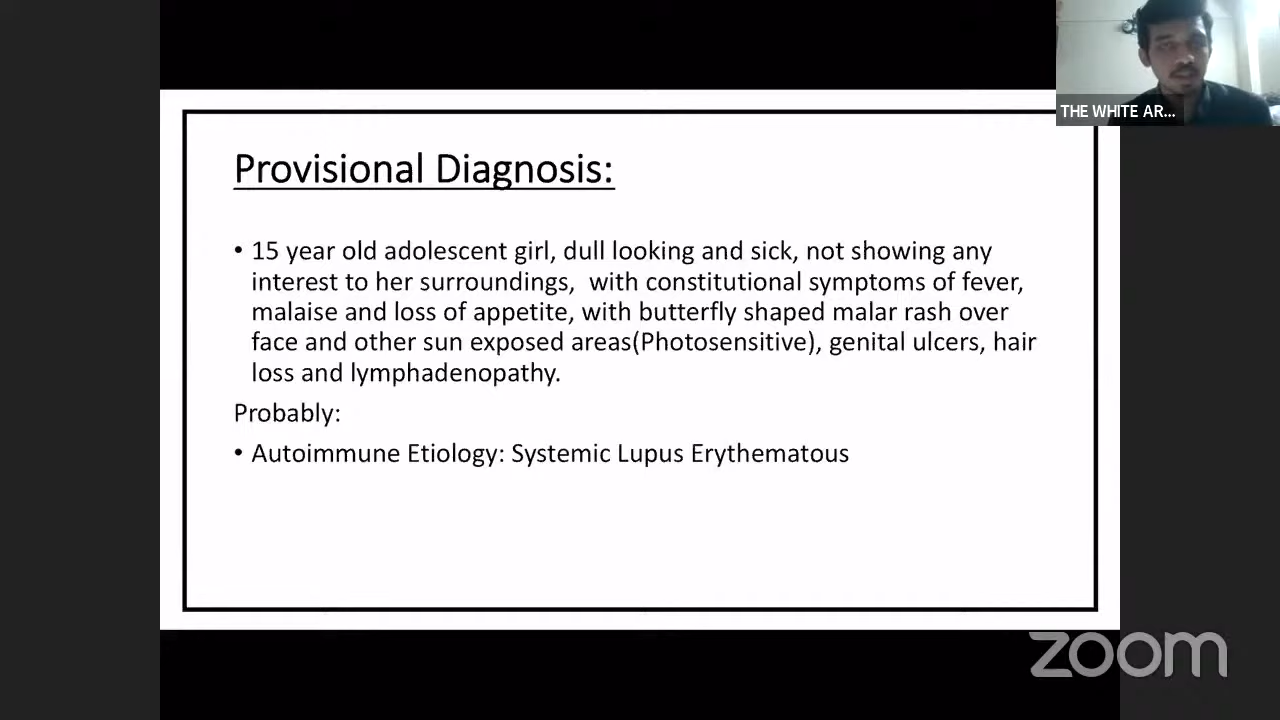 THE WHITE AR...
Provisional Diagnosis:
• 15 year old adolescent girl, dull looking and sick, not showing any
interest to her surroundings,  with constitutional symptoms of fever,
malaise and loss of appetite, with butterfly shaped malar rash over
face and other sun exposed areas(Photosensitive), genital ulcers, hair
loss and lymphadenopathy.
Probably:
• Autoimmune Etiology: Systemic Lupus Erythematous
zoom